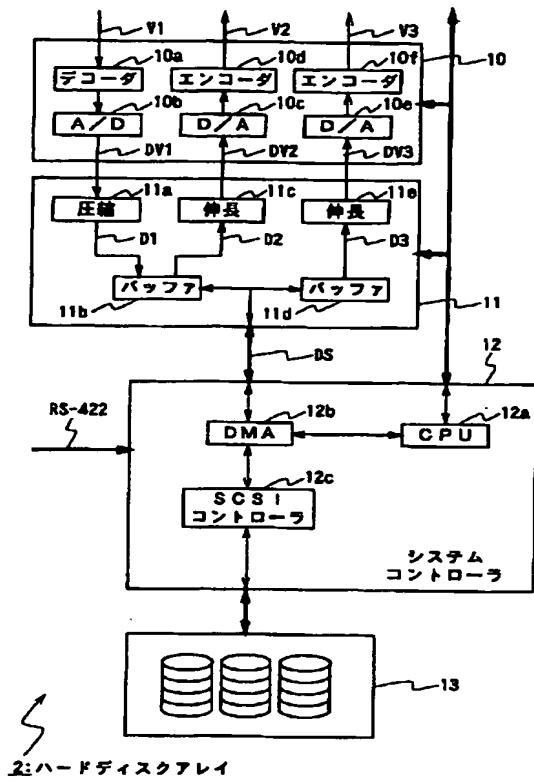 V1 V2 V3
10a 10d 10f 10
デコーダ エンコーダ エンコーダ
10b 10c 10e
A/D D/A D/A
DV1 DV2 DV3
11a 11c 11e
圧縮 伸長 伸長
D1 D2 D3
バッファ バッファ
11b 11d 11
DS 12
RS-422 12b 12a
DMA CPU
12c
SCSI
コントローラ
システム
コントローラ
13
2:ハードディスクアレイ